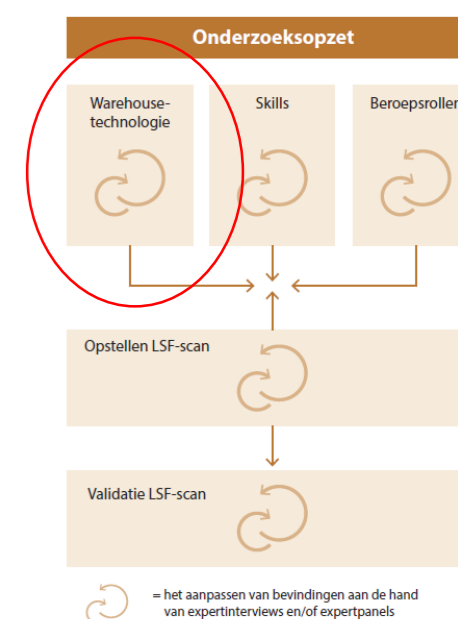 Onderzoeksopzet
Warehouse-
technologie
Skills
Beroepsrollen
Opstellen LSF-scan
Validatie LSF-scan
= het aanpassen van bevindingen aan de hand
van expertinterviews en/of expertpanels